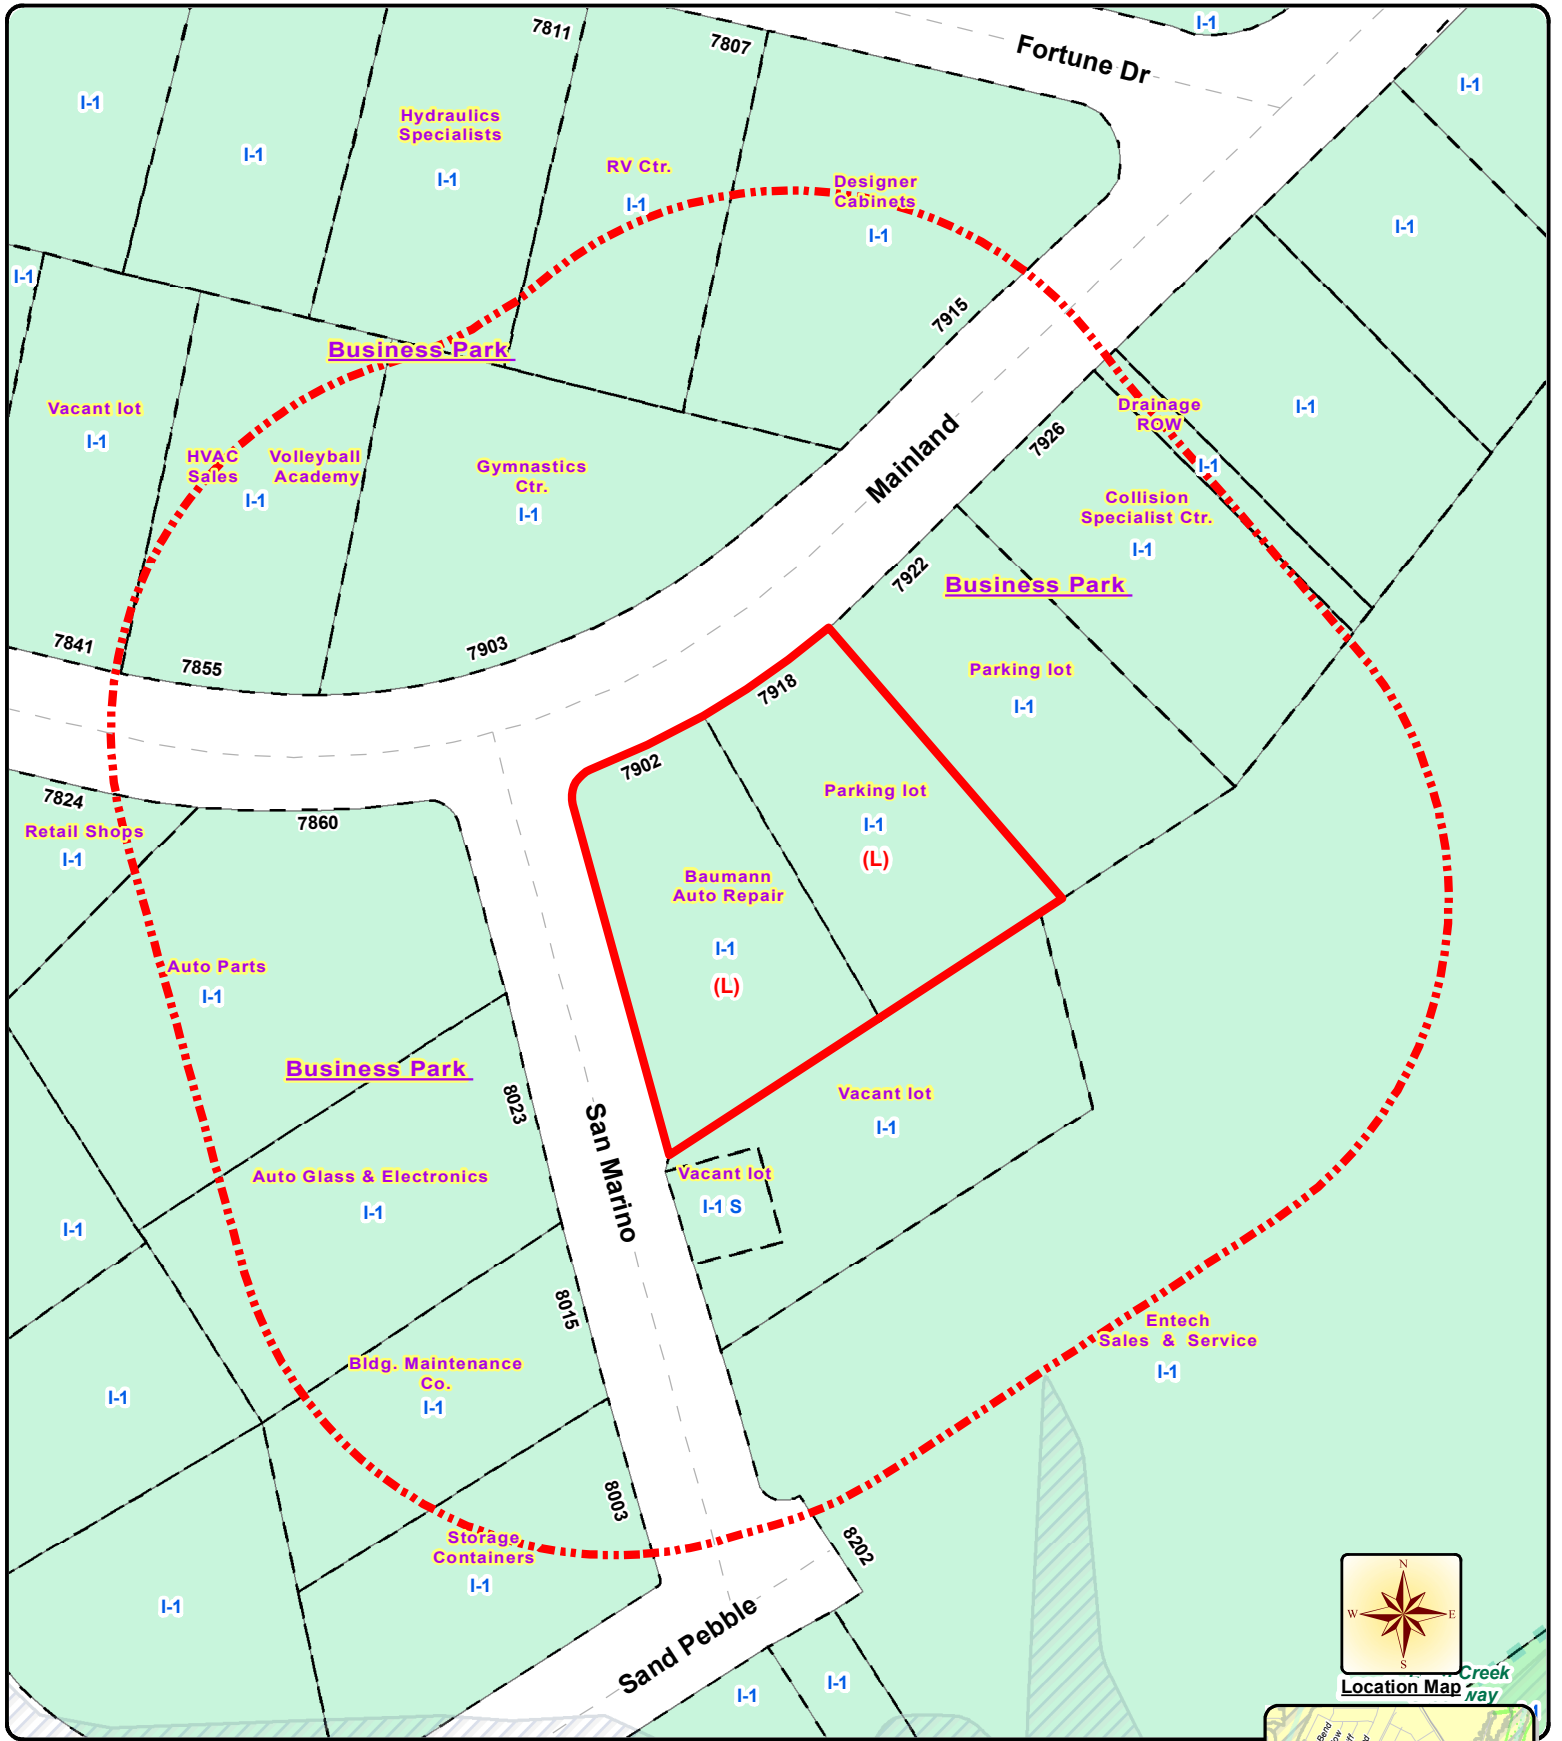 7811
7807
Fortune Dr
I-1
I-1
I-1
I-1
Hydraulics
Specialists
I-1
RV Ctr.
I-1
Designer
Cabinets
I-1
I-1
I-1
7915
Business Park
Vacant lot
I-1
HVAC
Sales
Volleyball
Academy
I-1
Gymnastics
Ctr.
I-1
Mainland
7926
Drainage
ROW
I-1
I-1
Collision
Specialist Ctr.
I-1
7922
Business Park
7841
7855
7903
7918
Parking lot
I-1
7902
7824
7860
Retail Shops
I-1
Parking lot
I-1
(L)
Baumann
Auto Repair
I-1
(L)
Auto Parts
I-1
Business Park
8023
San Marino
Vacant lot
I-1
Vacant lot
I-1 S
Auto Glass & Electronics
I-1
I-1
8015
Entech
Sales & Service
I-1
Bldg. Maintenance
Co.
I-1
I-1
8003
8202
Storage
Containers
I-1
I-1
Sand Pebble
I-1
I-1
N
W
E
S
Location Map
Creek
way
Bend